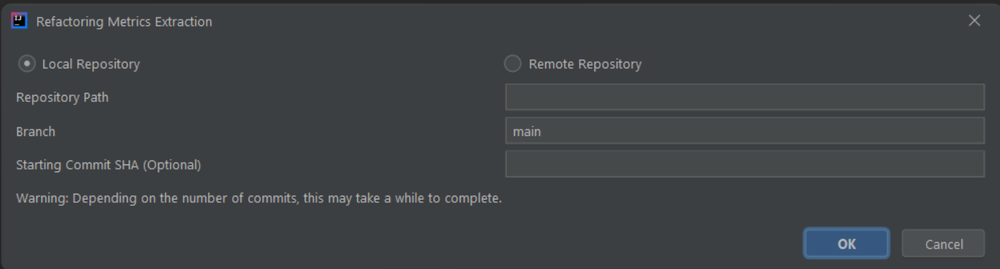 Refactoring Metrics Extraction
Local Repository Remote Repository
Repository Path
Branch main
Starting Commit SHA (Optional)
Warning: Depending on the number of commits, this may take a while to complete.
OK Cancel